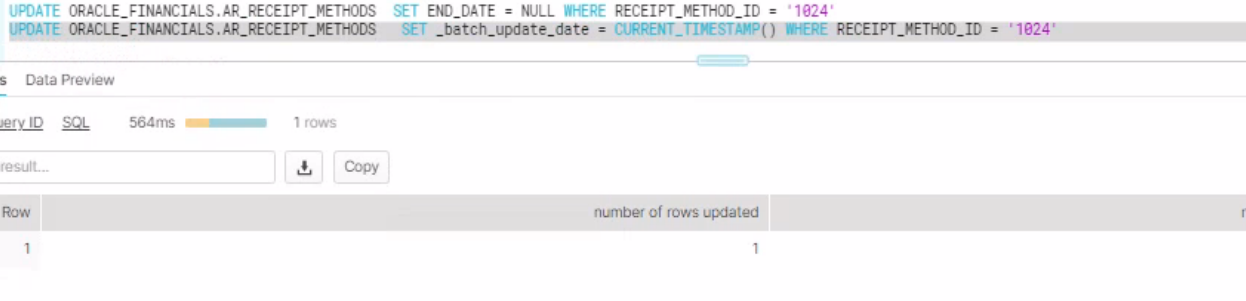 UPDATE ORACLE_FINANCIALS.AR_RECEIPT_METHODS  SET END_DATE = NULL WHERE RECEIPT_METHOD_ID = '1024'
UPDATE ORACLE_FINANCIALS.AR_RECEIPT_METHODS   SET _batch_update_date = CURRENT_TIMESTAMP() WHERE RECEIPT_METHOD_ID = '1024'
s Data Preview
uery ID SQL 564ms 1 rows
result... Copy
Row number of rows updated
1 1